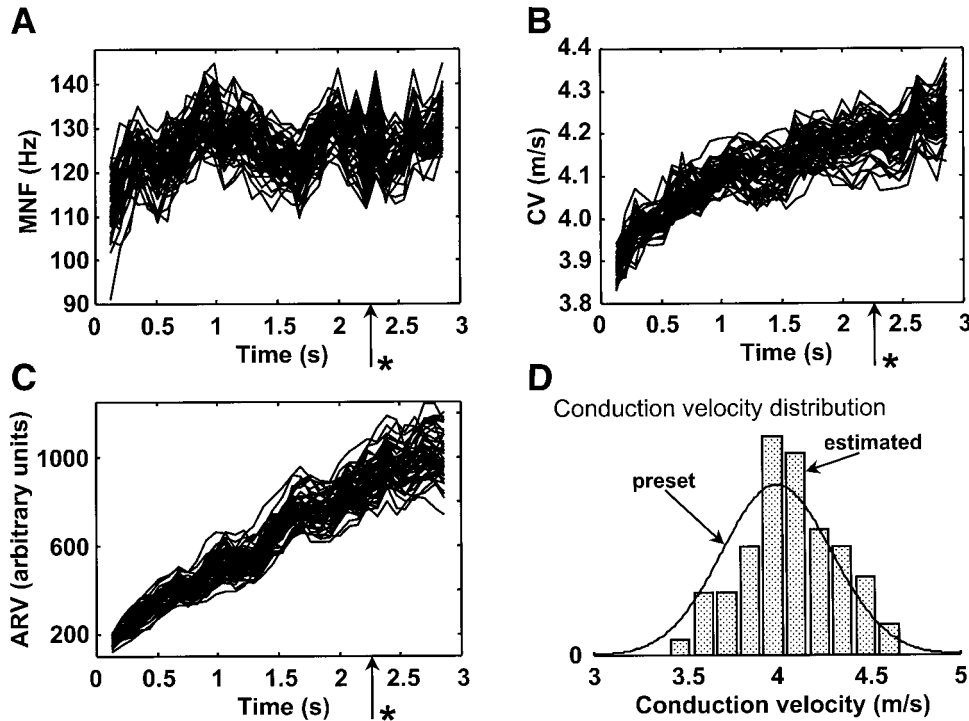 A
MNF (Hz)
140
130
120
110
100
90
0 0.5 1 1.5 2 2.5 3
Time (s)
*
B
CV (m/s)
4.4
4.3
4.2
4.1
4.0
3.9
3.8
0 0.5 1 1.5 2 2.5 3
Time (s)
*
C
ARV (arbitrary units)
1000
600
200
0 0.5 1 1.5 2 2.5 3
Time (s)
*
D
Conduction velocity distribution
estimated
preset
0
3 3.5 4 4.5 5
Conduction velocity (m/s)